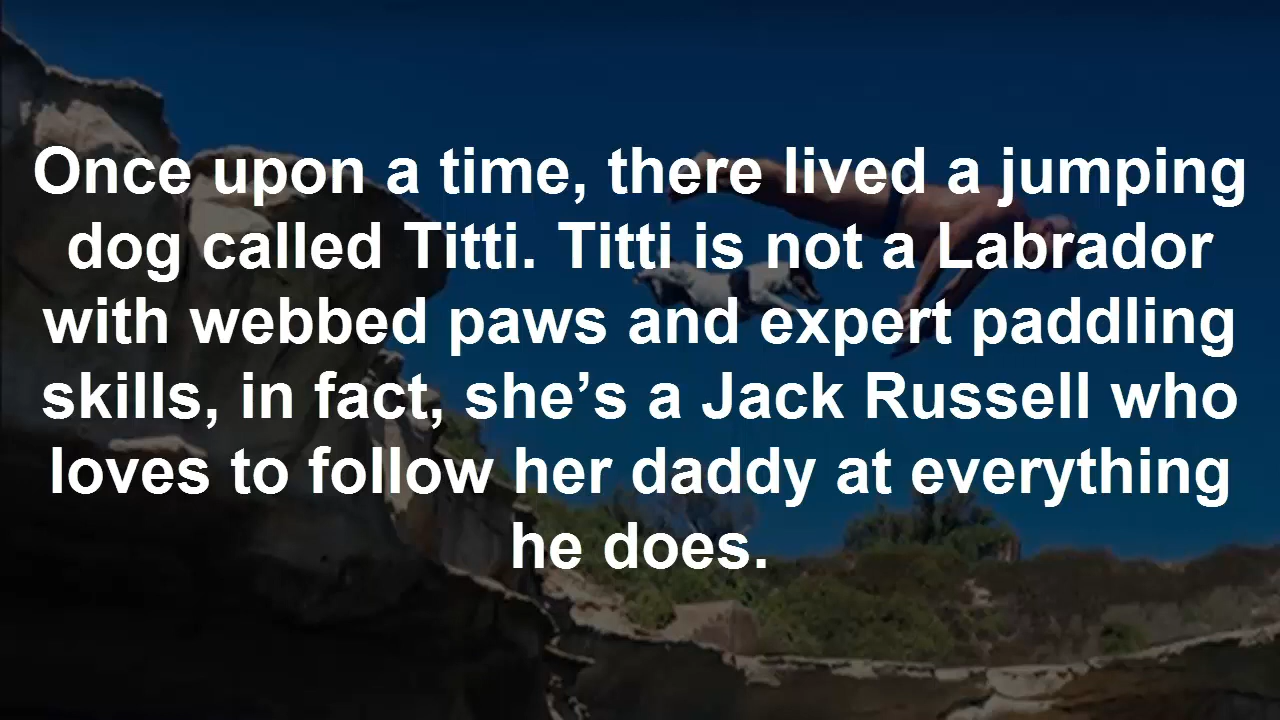 Once upon a time, there lived a jumping
dog called Titti. Titti is not a Labrador
with webbed paws and expert paddling
skills, in fact, she’s a Jack Russell who
loves to follow her daddy at everything
he does.